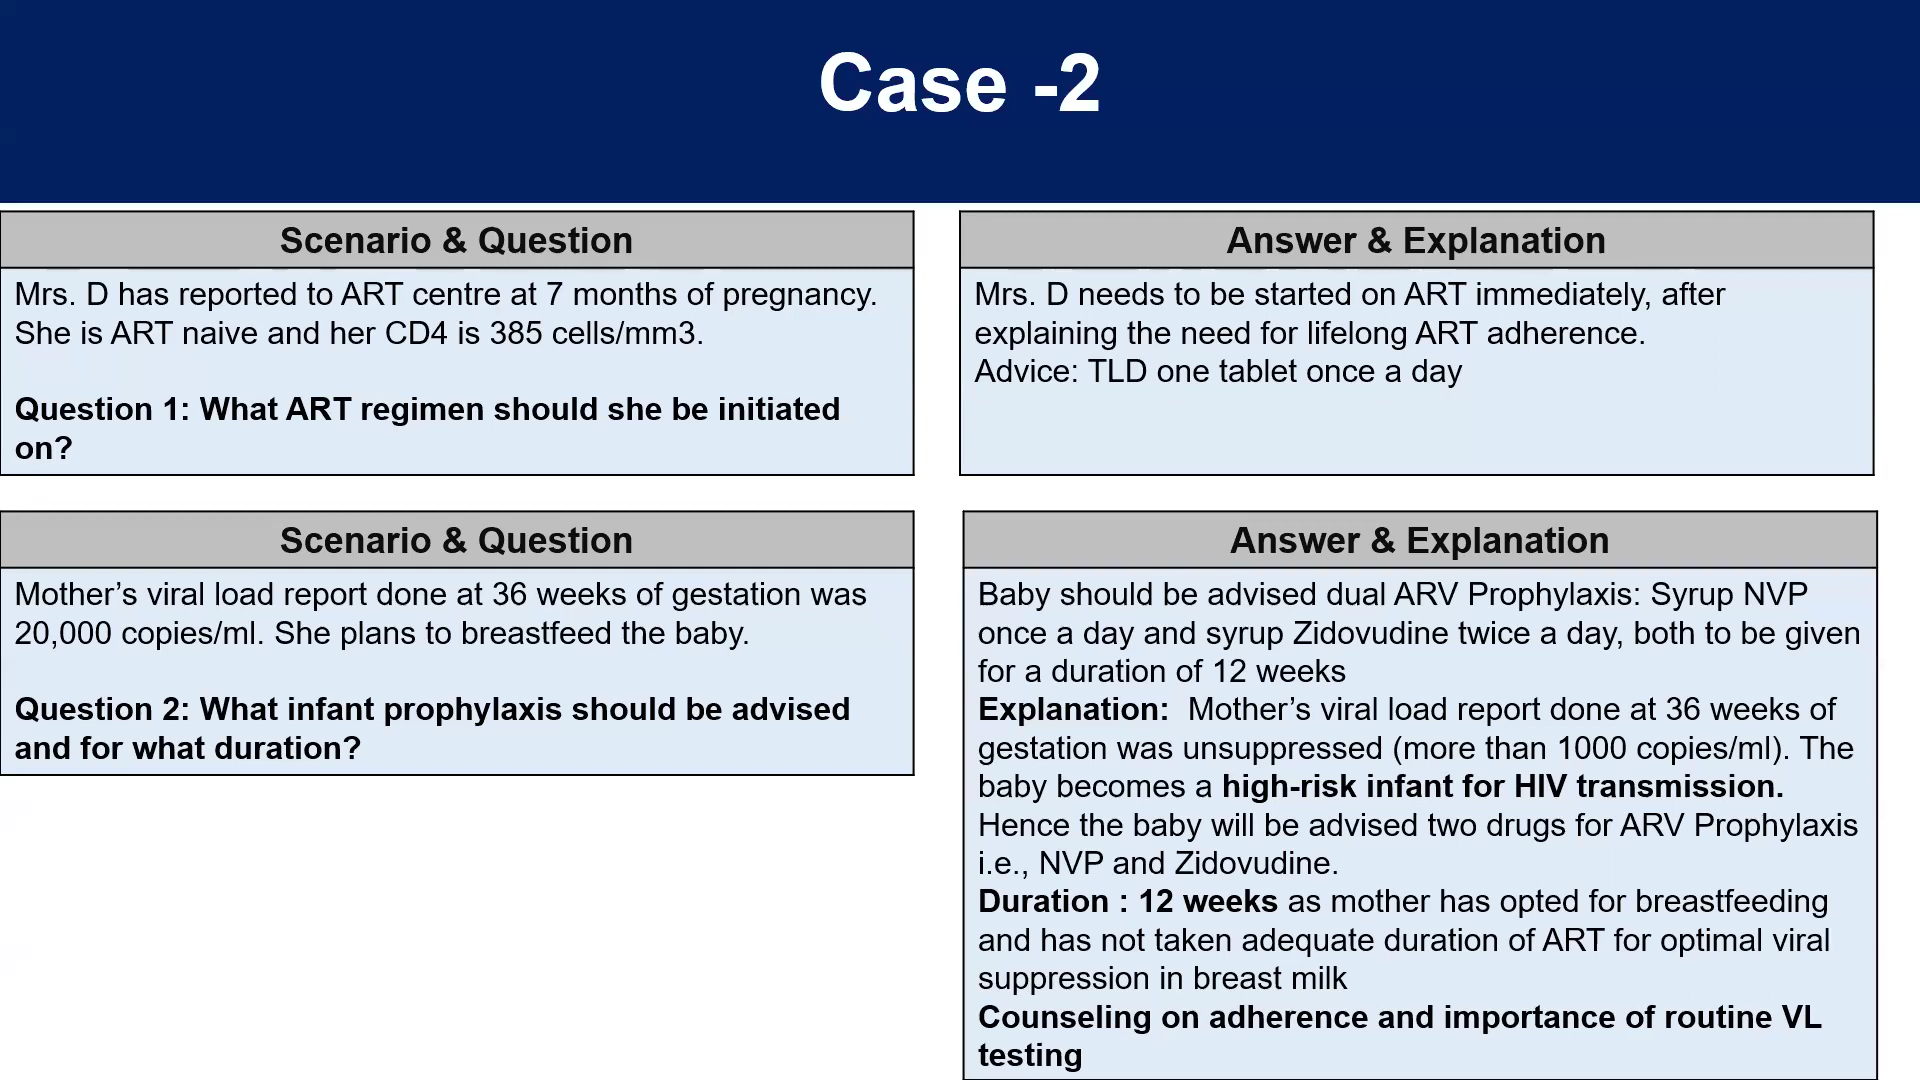 Case -2
Scenario & Question
Mrs. D has reported to ART centre at 7 months of pregnancy.
She is ART naive and her CD4 is 385 cells/mm3.
Question 1: What ART regimen should she be initiated
on?
Answer & Explanation
Mrs. D needs to be started on ART immediately, after
explaining the need for lifelong ART adherence.
Advice: TLD one tablet once a day
Scenario & Question
Mother’s viral load report done at 36 weeks of gestation was
20,000 copies/ml. She plans to breastfeed the baby.
Question 2: What infant prophylaxis should be advised
and for what duration?
Answer & Explanation
Baby should be advised dual ARV Prophylaxis: Syrup NVP
once a day and syrup Zidovudine twice a day, both to be given
for a duration of 12 weeks
Explanation: Mother’s viral load report done at 36 weeks of
gestation was unsuppressed (more than 1000 copies/ml). The
baby becomes a high-risk infant for HIV transmission.
Hence the baby will be advised two drugs for ARV Prophylaxis
i.e., NVP and Zidovudine.
Duration : 12 weeks as mother has opted for breastfeeding
and has not taken adequate duration of ART for optimal viral
suppression in breast milk
Counseling on adherence and importance of routine VL
testing